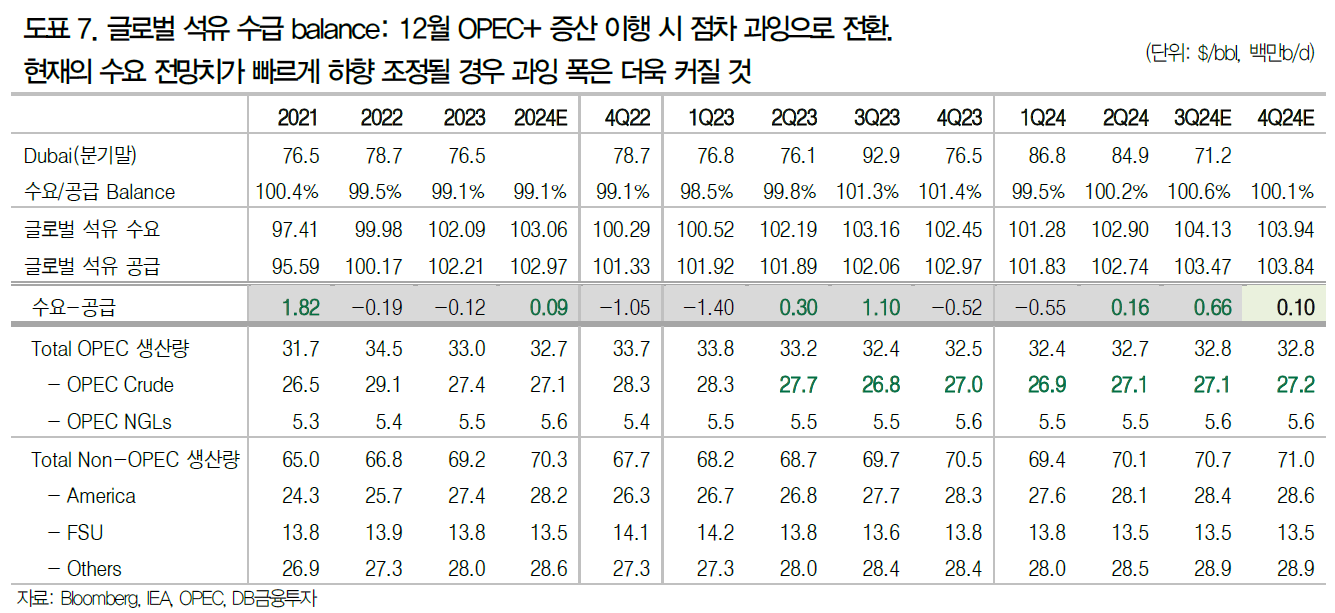 도표 7. 글로벌 석유 수급 balance: 12월 OPEC+ 증산 이행 시 점차 과잉으로 전환.
현재의 수요 전망치가 빠르게 하향 조정될 경우 과잉 폭은 더욱 커질 것
(단위: $/bbl, 백만b/d)
2021 2022 2023 2024E 4Q22 1Q23 2Q23 3Q23 4Q23 1Q24 2Q24 3Q24E 4Q24E
Dubai(분기말) 76.5 78.7 76.5 78.7 76.8 76.1 92.9 76.5 86.8 84.9 71.2
수요/공급 Balance 100.4% 99.5% 99.1% 99.1% 99.1% 98.5% 99.8% 101.3% 101.4% 99.5% 100.2% 100.6% 100.1%
글로벌 석유 수요 97.41 99.98 102.09 103.06 100.29 100.52 102.19 103.16 102.45 101.28 102.90 104.13 103.94
글로벌 석유 공급 95.59 100.17 102.21 102.97 101.33 101.92 101.89 102.06 102.97 101.83 102.74 103.47 103.84
수요-공급 1.82 -0.19 -0.12 0.09 -1.05 -1.40 0.30 1.10 -0.52 -0.55 0.16 0.66 0.10
Total OPEC 생산량 31.7 34.5 33.0 32.7 33.7 33.8 33.2 32.4 32.5 32.4 32.7 32.8 32.8
- OPEC Crude 26.5 29.1 27.4 27.1 28.3 28.3 27.7 26.8 27.0 26.9 27.1 27.1 27.2
- OPEC NGLs 5.3 5.4 5.5 5.6 5.4 5.5 5.5 5.5 5.6 5.5 5.5 5.6 5.6
Total Non-OPEC 생산량 65.0 66.8 69.2 70.3 67.7 68.2 68.7 69.7 70.5 69.4 70.1 70.7 71.0
- America 24.3 25.7 27.4 28.2 26.3 26.7 26.8 27.7 28.3 27.6 28.1 28.4 28.6
- FSU 13.8 13.9 13.8 13.5 14.1 14.2 13.8 13.6 13.8 13.8 13.5 13.5 13.5
- Others 26.9 27.3 28.0 28.6 27.3 27.3 28.0 28.4 28.4 28.0 28.5 28.9 28.9
자료: Bloomberg, IEA, OPEC, DB금융투자